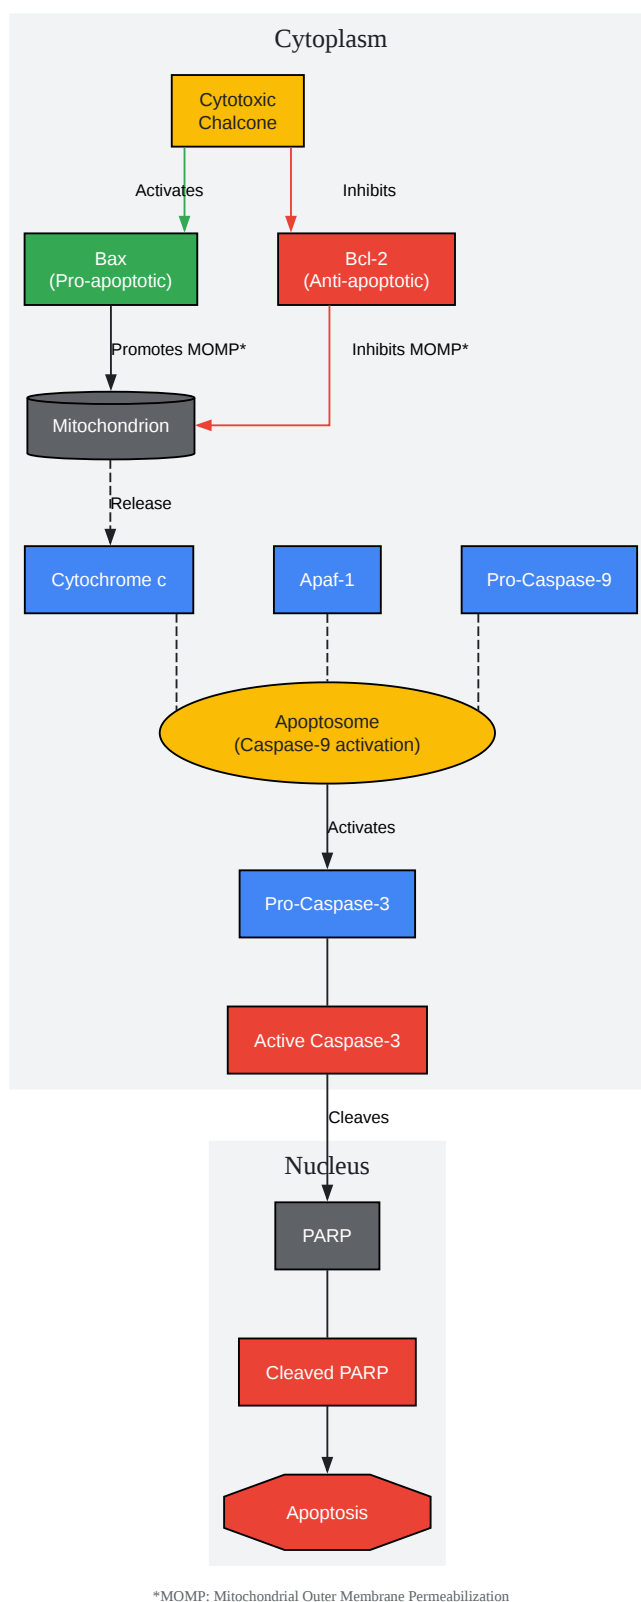 Cytoplasm
Cytotoxic
Chalcone
Activates
Inhibits
Bax
(Pro-apoptotic)
Bcl-2
(Anti-apoptotic)
Promotes MOMP*
Inhibits MOMP*
Mitochondrion
Release
Cytochrome c
Apaf-1
Pro-Caspase-9
Apoptosome
(Caspase-9 activation)
Activates
Pro-Caspase-3
Active Caspase-3
Cleaves
Nucleus
PARP
Cleaved PARP
Apoptosis
*MOMP: Mitochondrial Outer Membrane Permeabilization